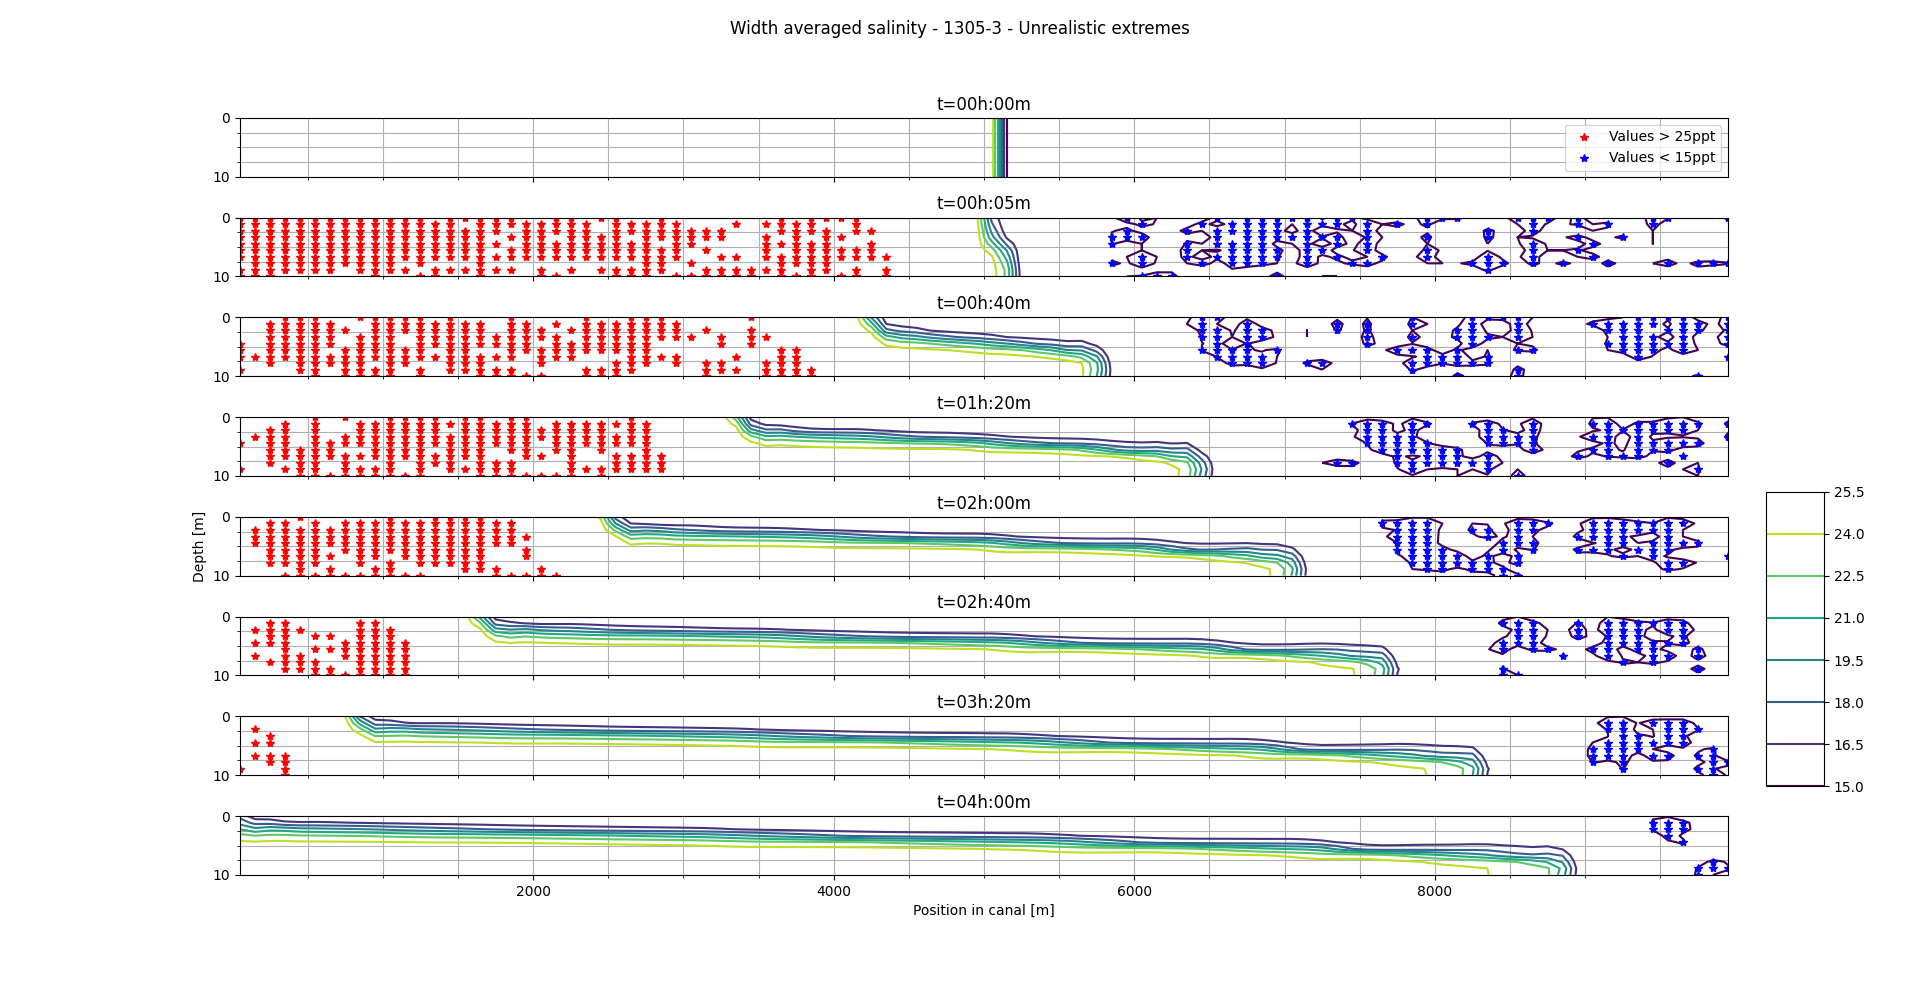 Width averaged salinity - 1305-3 - Unrealistic extremes
t=00h:00m
0
10
Values > 25ppt
Values < 15ppt
t=00h:05m
0
10
t=00h:40m
0
10
t=01h:20m
0
10
t=02h:00m
0
10
t=02h:40m
0
10
t=03h:20m
0
10
t=04h:00m
0
10
2000 4000 6000 8000
Position in canal [m]
Depth [m]
25.5
24.0
22.5
21.0
19.5
18.0
16.5
15.0